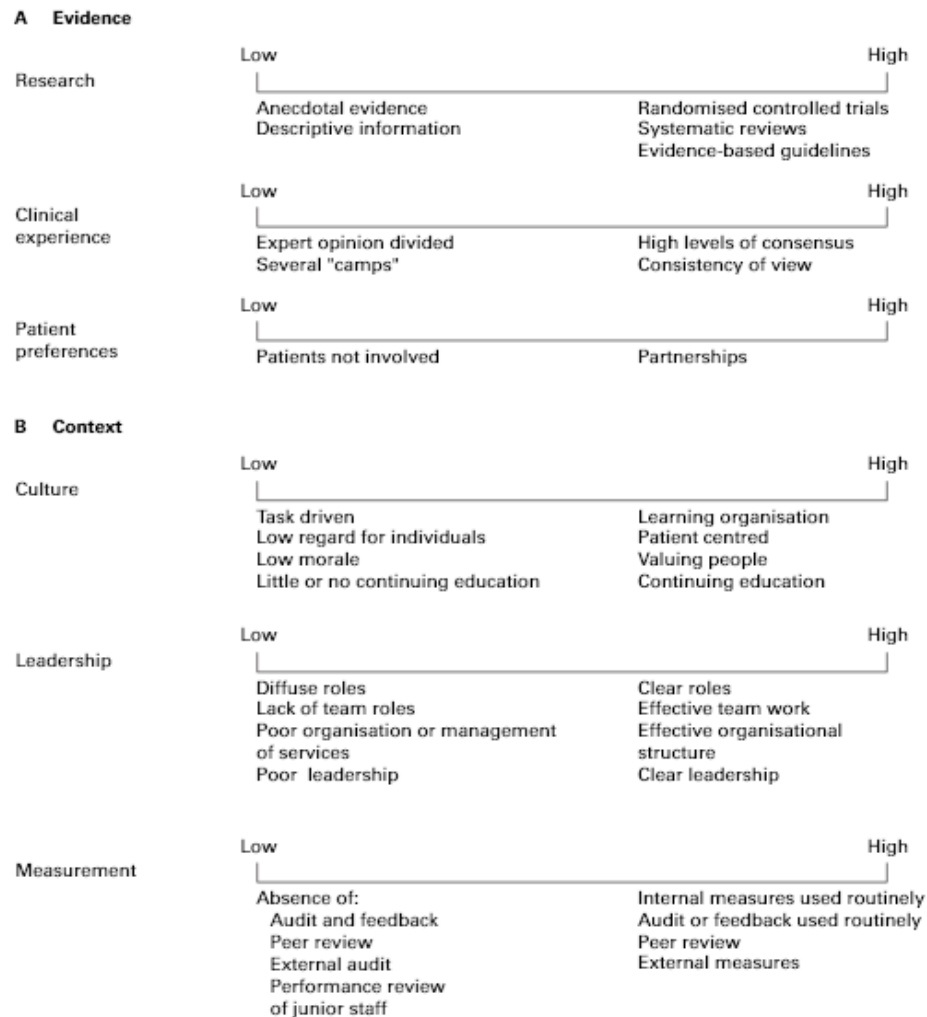 A Evidence
Low High
Research
Anecdotal evidence Randomised controlled trials
Descriptive information Systematic reviews
Evidence-based guidelines
Low High
Clinical
experience
Expert opinion divided High levels of consensus
Several "camps" Consistency of view
Low High
Patient
preferences
Patients not involved Partnerships
B Context
Low High
Culture
Task driven Learning organisation
Low regard for individuals Patient centred
Low morale Valuing people
Little or no continuing education Continuing education
Low High
Leadership
Diffuse roles Clear roles
Lack of team roles Effective team work
Poor organisation or management Effective organisational
of services structure
Poor leadership Clear leadership
Low High
Measurement
Absence of: Internal measures used routinely
Audit and feedback Audit or feedback used routinely
Peer review Peer review
External audit External measures
Performance review
of junior staff